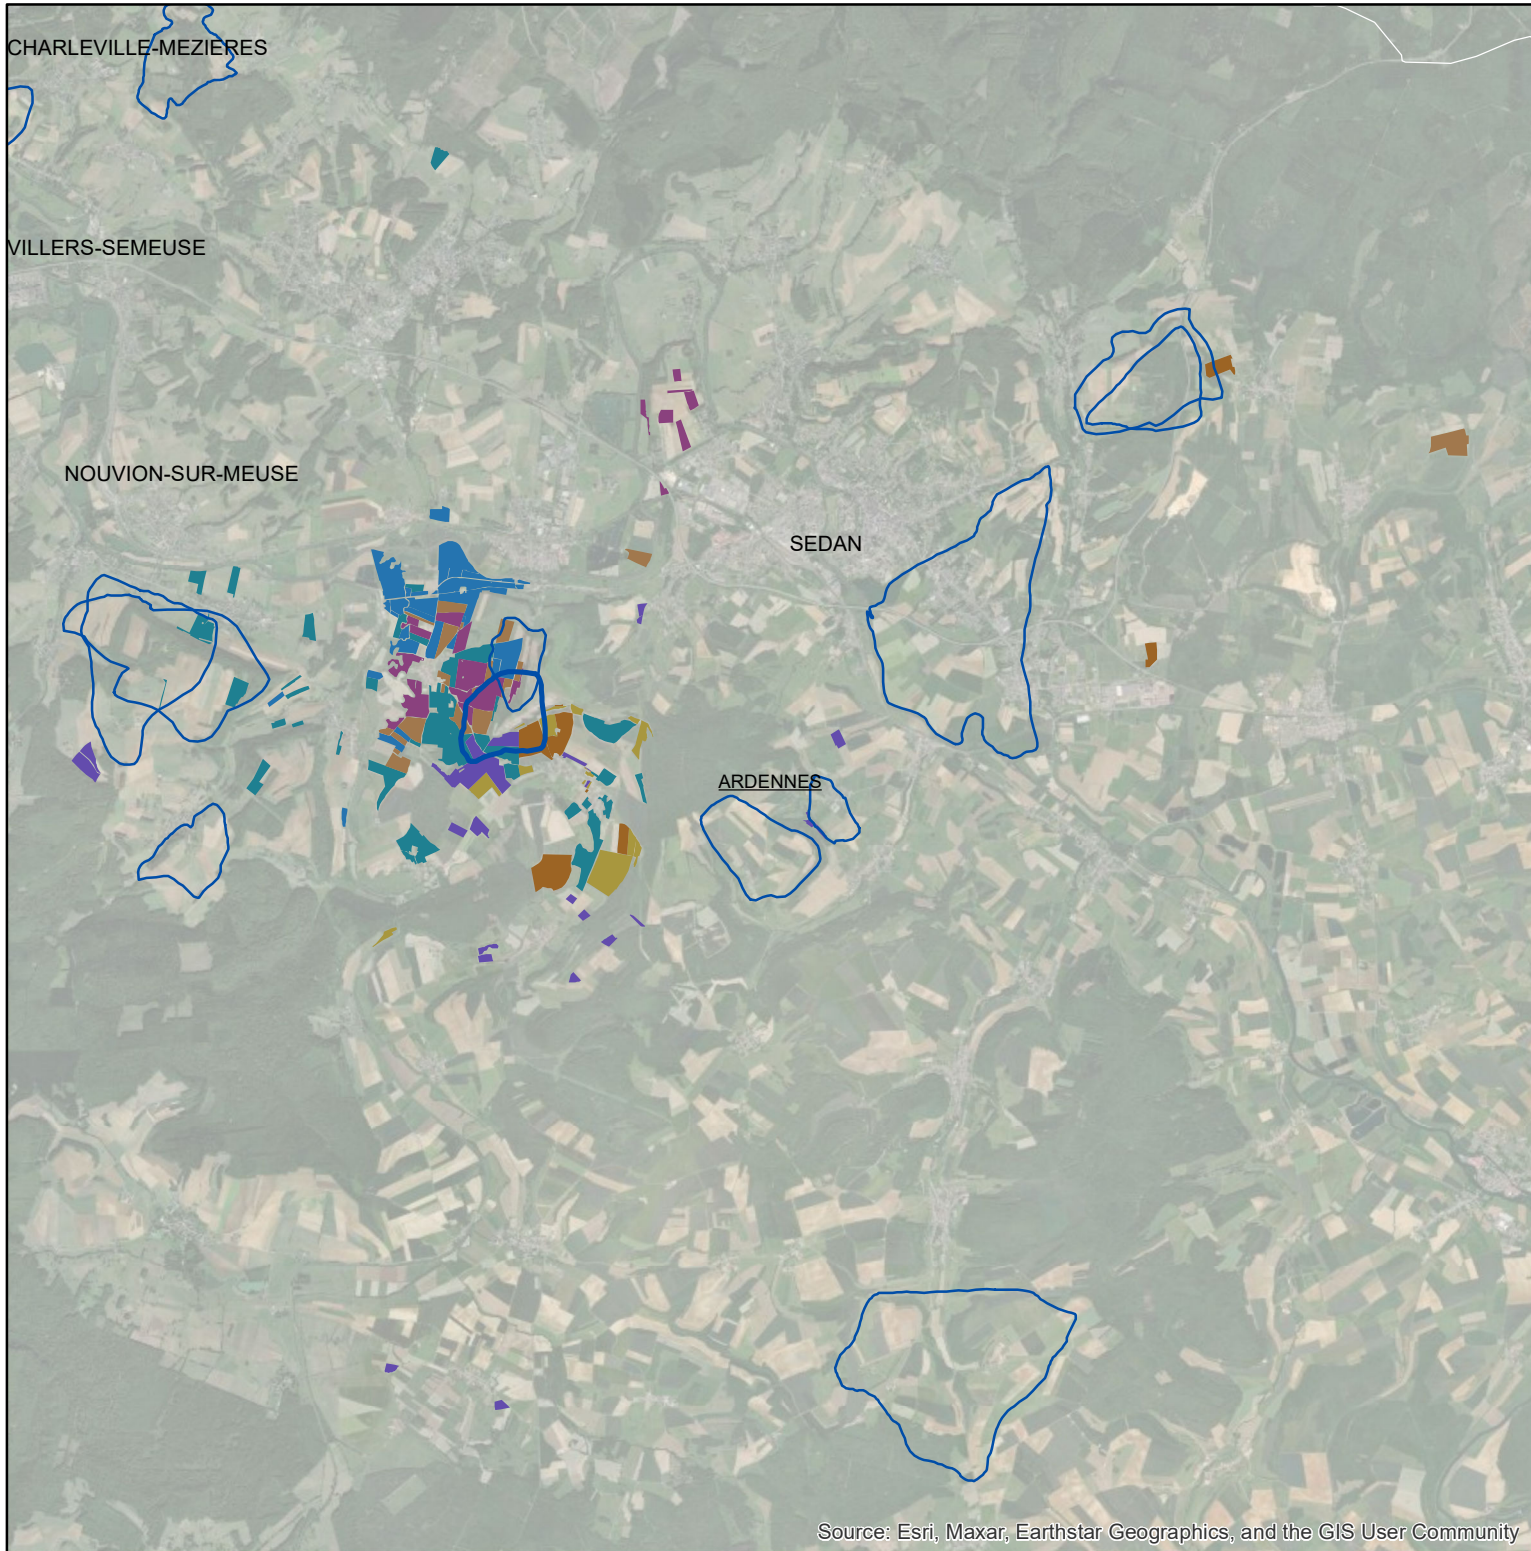 CHARLEVILLE-MEZIERES
VILLERS-SEMEUSE
NOUVION-SUR-MEUSE
SEDAN
ARDENNES
Source: Esri, Maxar, Earthstar Geographics, and the GIS User Community